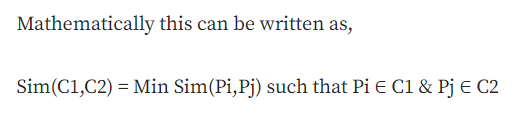 Mathematically this can be written as,
Sim(C1,C2) = Min Sim(Pi,Pj) such that Pi ∈ C1 & Pj ∈ C2